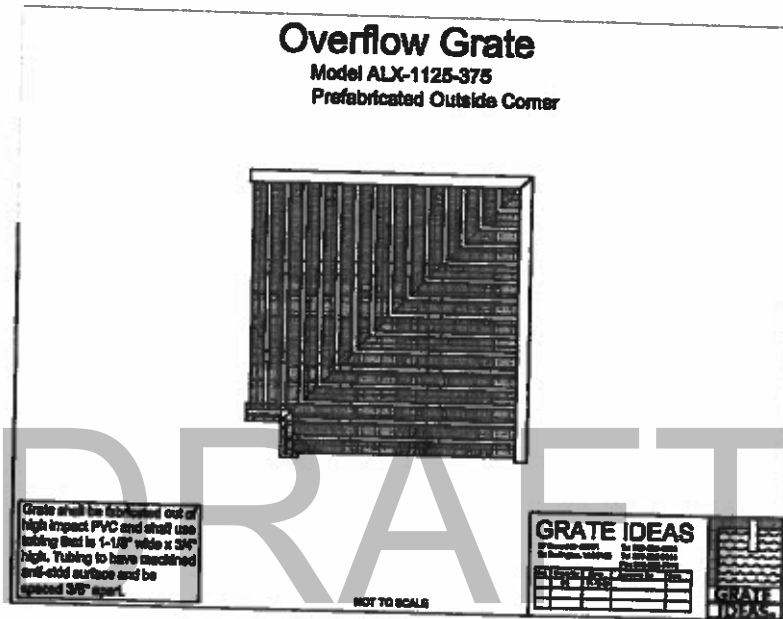 Overflow Grate
Model ALX-1125-375
Prefabricated Outside Corner
Grate shall be fabricated out of
high impact PVC and shall use
tubing that is 1-1/8" wide x 3/4"
high. Tubing to have machined
anti-skid surface and be
spaced 3/8" apart.
NOT TO SCALE
GRATE IDEAS
GRATE
IDEAS
DRAFT